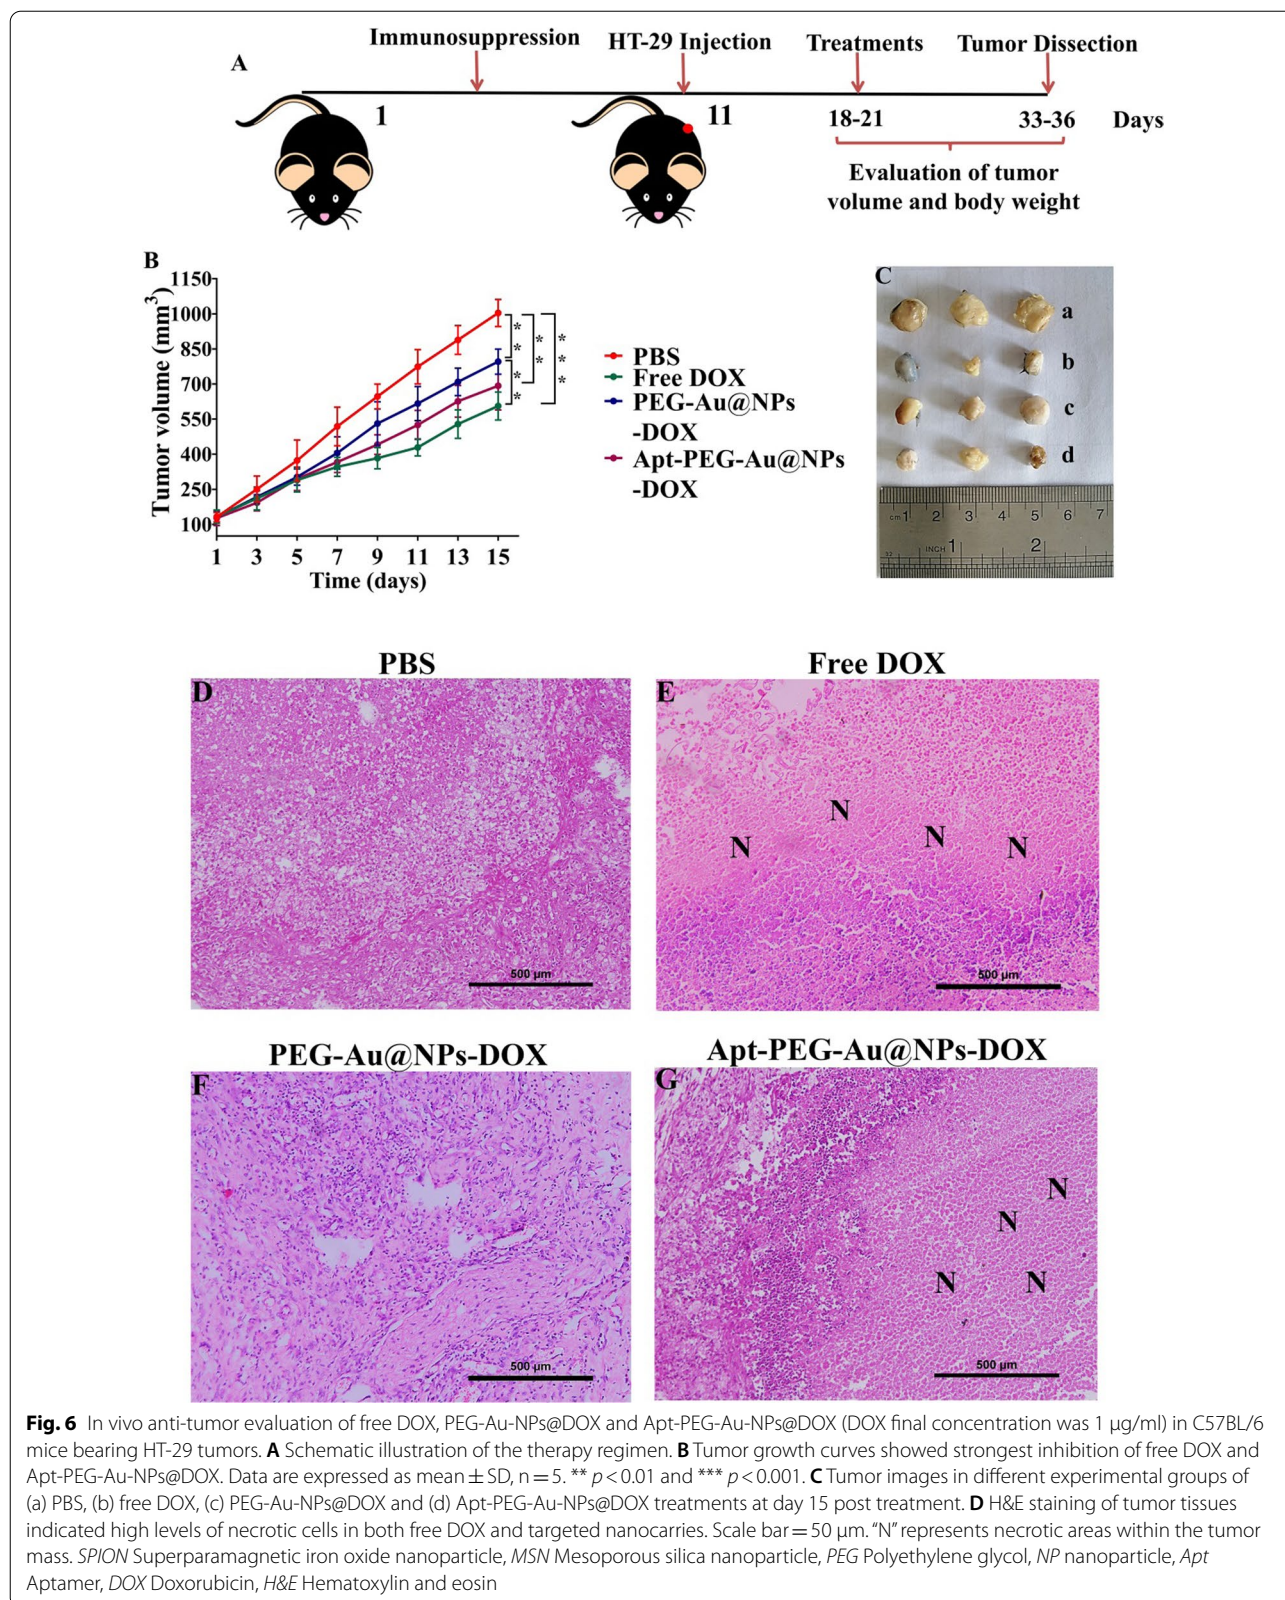 Immunosuppression HT-29 Injection Treatments Tumor Dissection
A
1 11 18-21 33-36 Days
Evaluation of tumor
volume and body weight
B
Tumor volume (mm3)
1150
1000
850
700
550
400
250
100
1 3 5 7 9 11 13 15
Time (days)
** ** ** ***
PBS
Free DOX
PEG-Au@NPs
-DOX
Apt-PEG-Au@NPs
-DOX
C
a
b
c
d
cm 1 2 3 4 5 6 7
INCH 1 2
PBS
D
500 µm
Free DOX
E
N N N N
500 µm
PEG-Au@NPs-DOX
F
500 µm
Apt-PEG-Au@NPs-DOX
G
N
N
N N
500 µm
Fig. 6 In vivo anti-tumor evaluation of free DOX, PEG-Au-NPs@DOX and Apt-PEG-Au-NPs@DOX (DOX final concentration was 1 µg/ml) in C57BL/6
mice bearing HT-29 tumors. A Schematic illustration of the therapy regimen. B Tumor growth curves showed strongest inhibition of free DOX and
Apt-PEG-Au-NPs@DOX. Data are expressed as mean ± SD, n = 5. ** p < 0.01 and *** p < 0.001. C Tumor images in different experimental groups of
(a) PBS, (b) free DOX, (c) PEG-Au-NPs@DOX and (d) Apt-PEG-Au-NPs@DOX treatments at day 15 post treatment. D H&E staining of tumor tissues
indicated high levels of necrotic cells in both free DOX and targeted nanocarries. Scale bar = 50 µm. “N” represents necrotic areas within the tumor
mass. SPION Superparamagnetic iron oxide nanoparticle, MSN Mesoporous silica nanoparticle, PEG Polyethylene glycol, NP nanoparticle, Apt
Aptamer, DOX Doxorubicin, H&E Hematoxylin and eosin